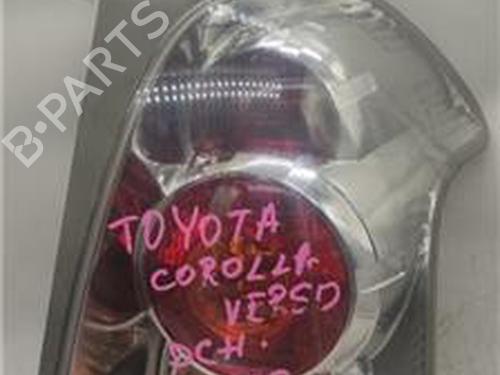 B-PARTS
TOYOTA
COROLLA
VERSO
DCH.